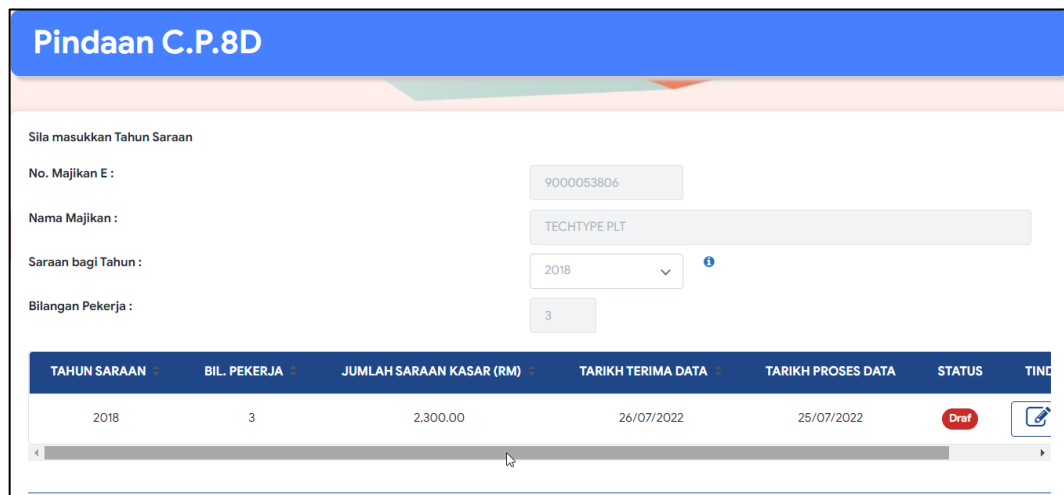 Pindaan C.P.8D
Sila masukkan Tahun Saraan
No. Majikan E :
9000053806
Nama Majikan :
TECHTYPE PLT
Saraan bagi Tahun :
2018
Bilangan Pekerja :
3
TAHUN SARAAN BIL. PEKERJA JUMLAH SARAAN KASAR (RM) TARIKH TERIMA DATA TARIKH PROSES DATA STATUS
2018 3 2,300.00 26/07/2022 25/07/2022 Draf